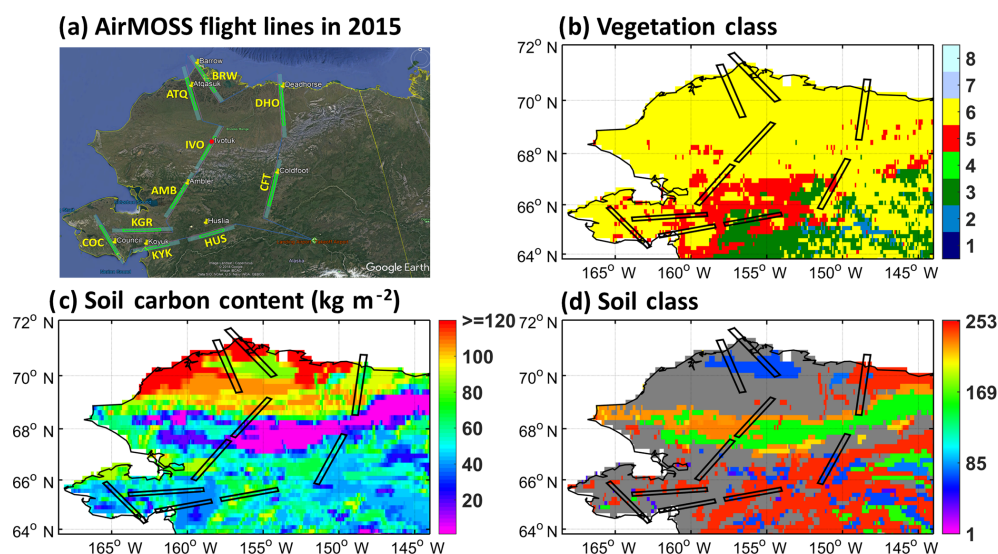 (a) AirMOSS flight lines in 2015
Barrow
BRW
Atqasuk
ATQ
Deadhorse
DHO
IVO
Ivotuk
Coldfoot
CFT
AMB
Ambler
KGR
Huslia
COC
Council
Koyuk
KYK
HUS
Alaska
Google Earth
(b) Vegetation class
72° N
70° N
68° N
66° N
64° N
165° W
160° W
155° W
150° W
145° W
8
7
6
5
4
3
2
1
(c) Soil carbon content (kg m⁻²)
72° N
70° N
68° N
66° N
64° N
165° W
160° W
155° W
150° W
145° W
>=120
100
80
60
40
20
(d) Soil class
72° N
70° N
68° N
66° N
64° N
165° W
160° W
155° W
150° W
145° W
253
169
85
1